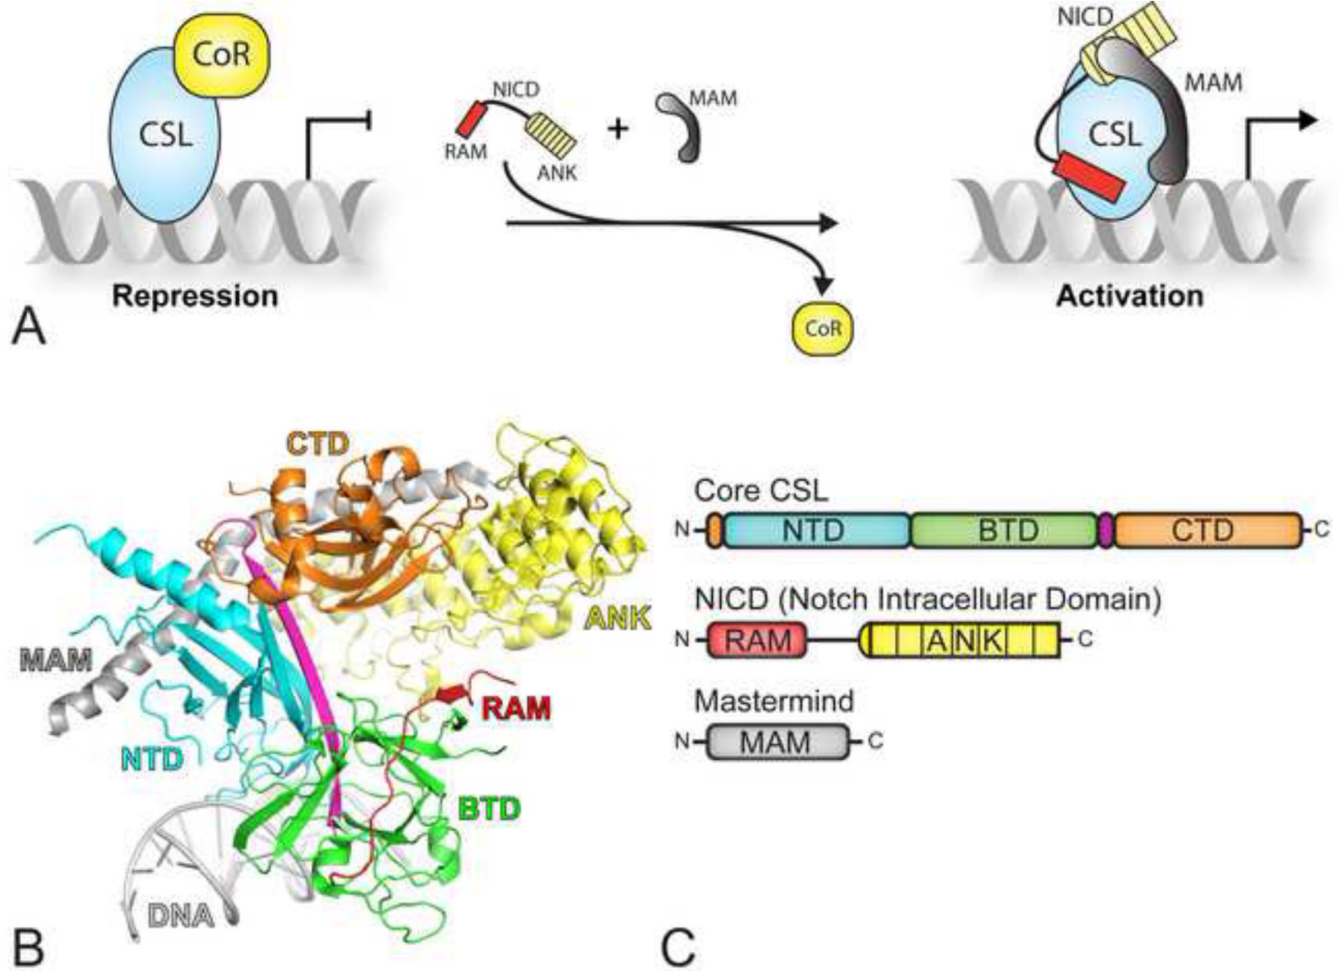 CoR
CSL
Repression
A
NICD
RAM
ANK
+
MAM
CoR
NICD
MAM
CSL
Activation
CTD
ANK
MAM
RAM
NTD
BTD
DNA
B
Core CSL
N NTD BTD CTD C
NICD (Notch Intracellular Domain)
N RAM ANK C
Mastermind
N MAM C
C